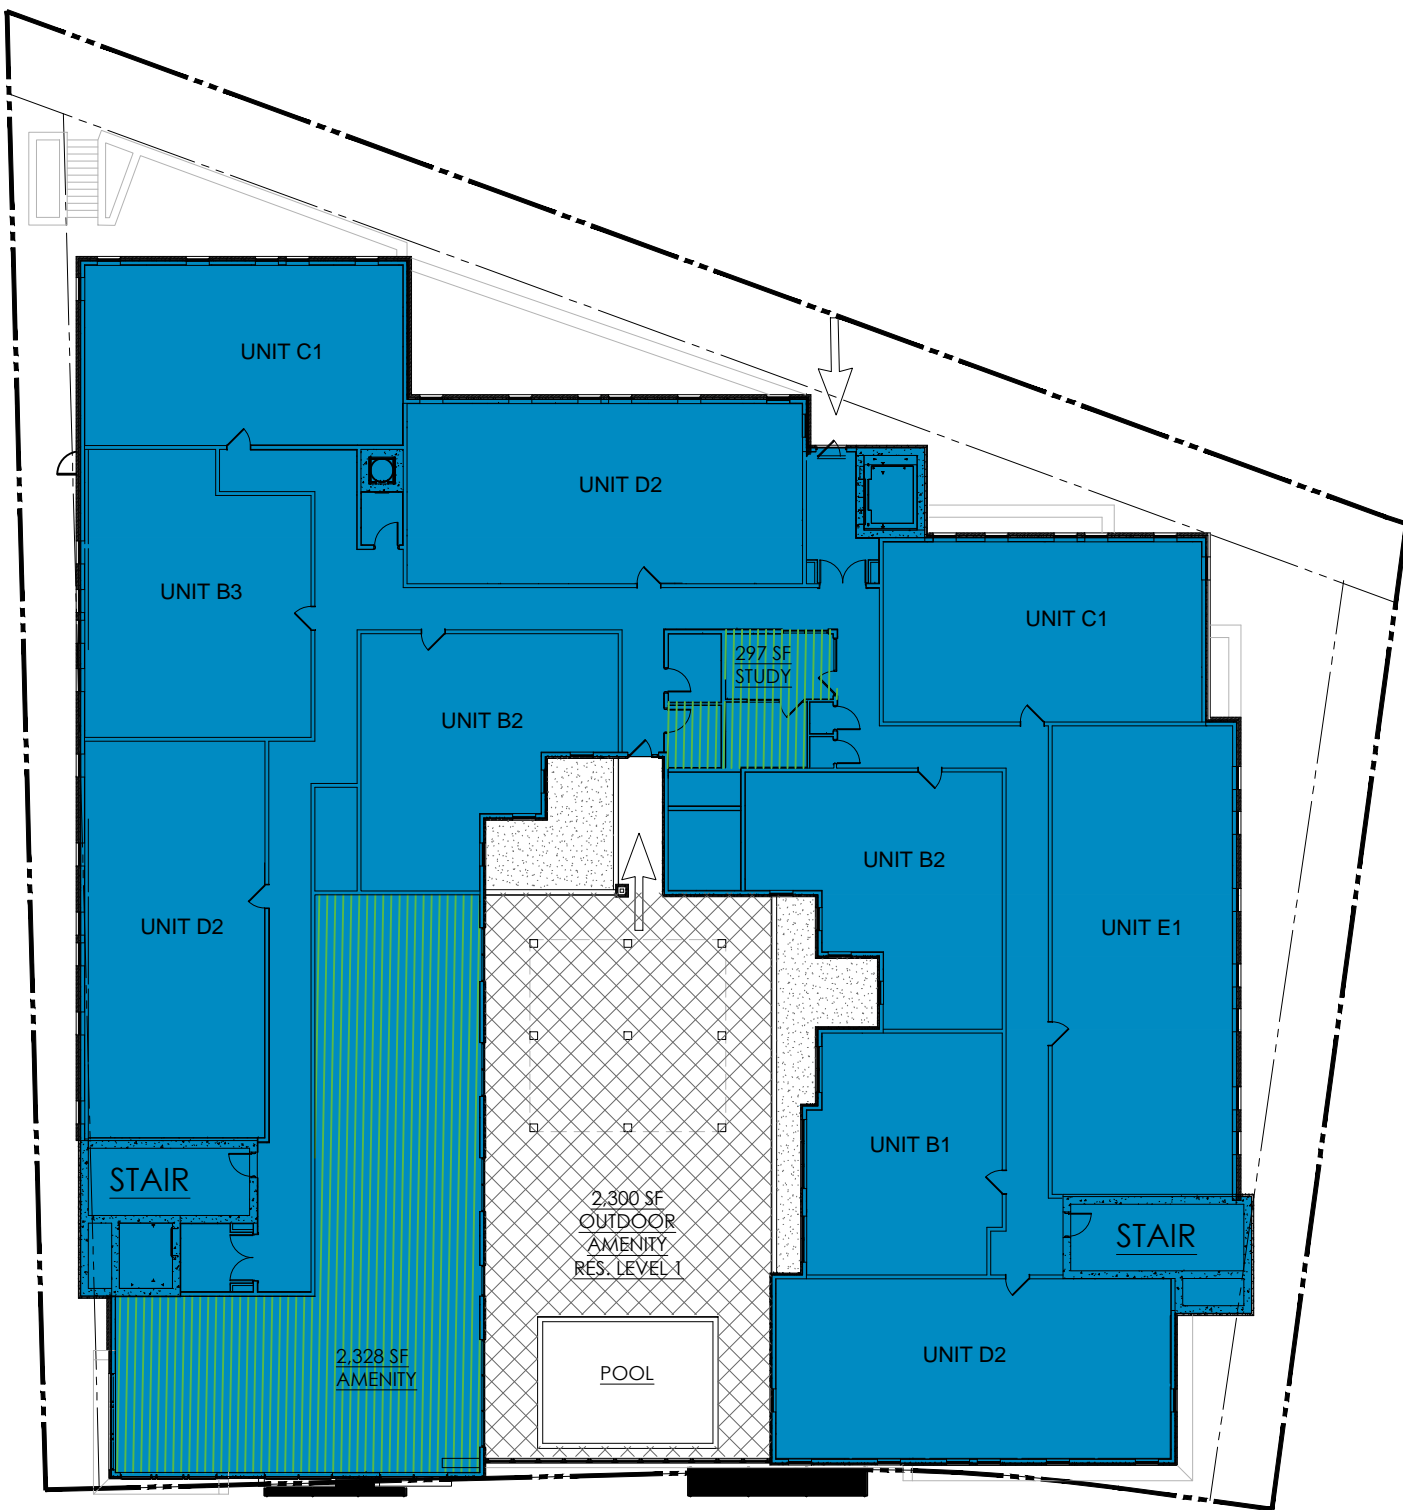 UNIT C1
UNIT D2
UNIT B3
UNIT C1
297 SF
STUDY
UNIT B2
UNIT B2
UNIT D2
UNIT E1
UNIT B1
STAIR
2,300 SF
OUTDOOR
AMENITY
RES. LEVEL 1
STAIR
2,328 SF
AMENITY
POOL
UNIT D2